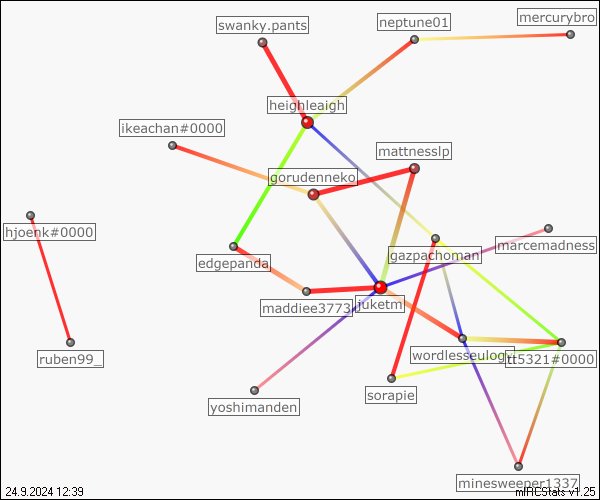 mercurybro
swanky.pants
neptune01
heighleaigh
ikeachan#0000
mattnesslp
gorudenneko
hjoenk#0000
marcemadness
gazpachoman
edgepanda
maddiee3773
juketm
ruben99_
tt5321#0000
sorapie
yoshimanden
minesweeper1337
24.9.2024 12:39
mIRCStats v1.25